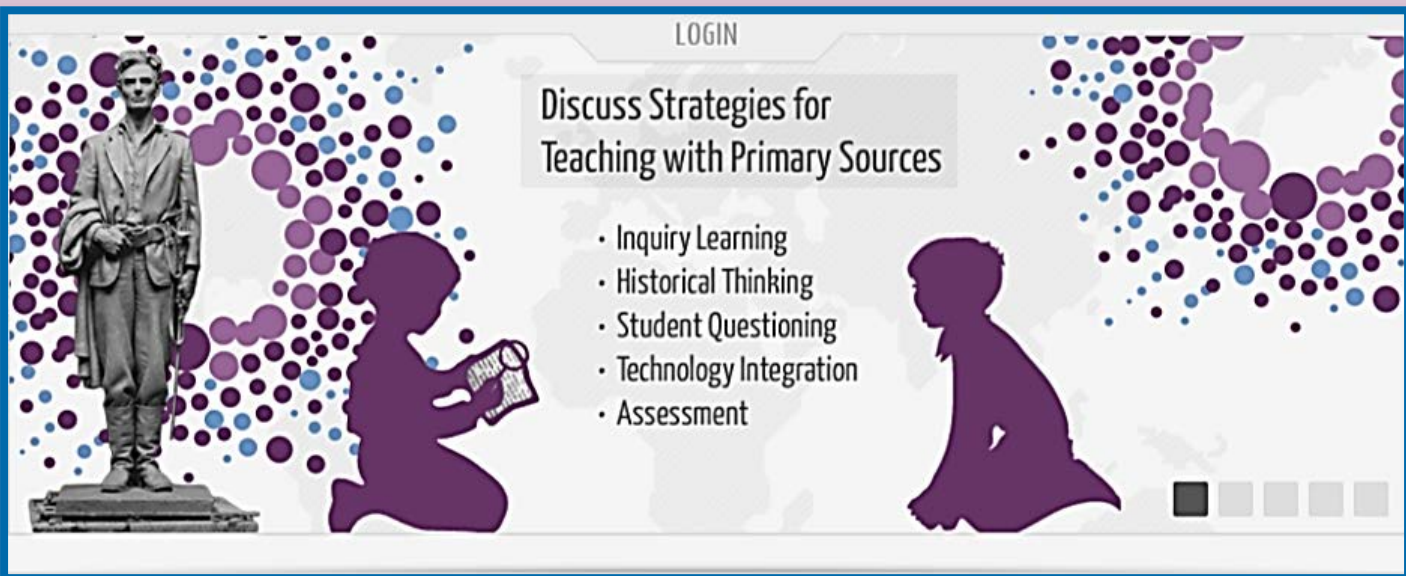 LOGIN
Discuss Strategies for
Teaching with Primary Sources
· Inquiry Learning
· Historical Thinking
· Student Questioning
· Technology Integration
· Assessment